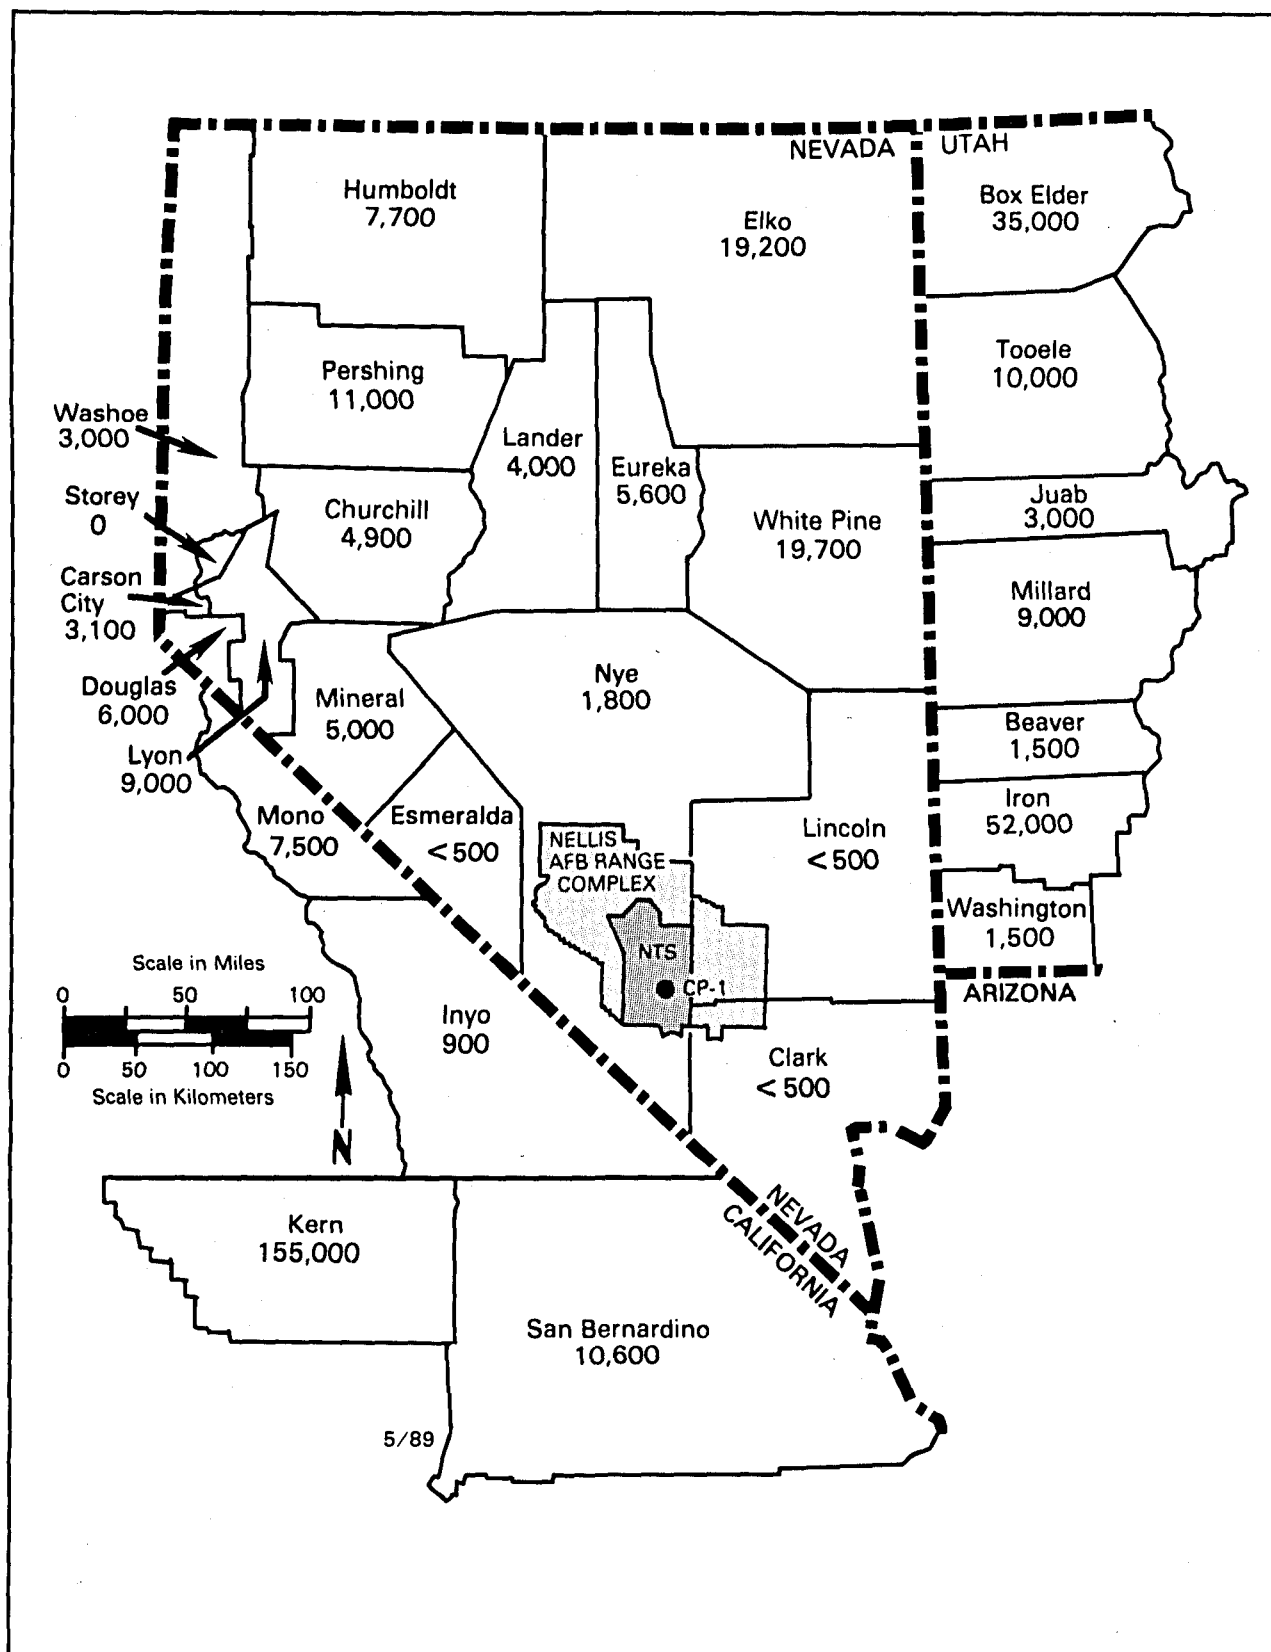 NEVADA
UTAH
Humboldt
7,700
Elko
19,200
Box Elder
35,000
Pershing
11,000
Tooele
10,000
Washoe
3,000
Lander
4,000
Eureka
5,600
Storey
0
Churchill
4,900
White Pine
19,700
Juab
3,000
Carson
City
3,100
Millard
9,000
Douglas
6,000
Mineral
5,000
Nye
1,800
Lyon
9,000
Beaver
1,500
Mono
7,500
Esmeralda
<500
Iron
52,000
NELLIS
AFB RANGE
COMPLEX
Lincoln
<500
Washington
1,500
NTS
CP-1
ARIZONA
Scale in Miles
0 50 100
0 50 100 150
Scale in Kilometers
N
Inyo
900
Clark
<500
Kern
155,000
NEVADA
CALIFORNIA
San Bernardino
10,600
5/89